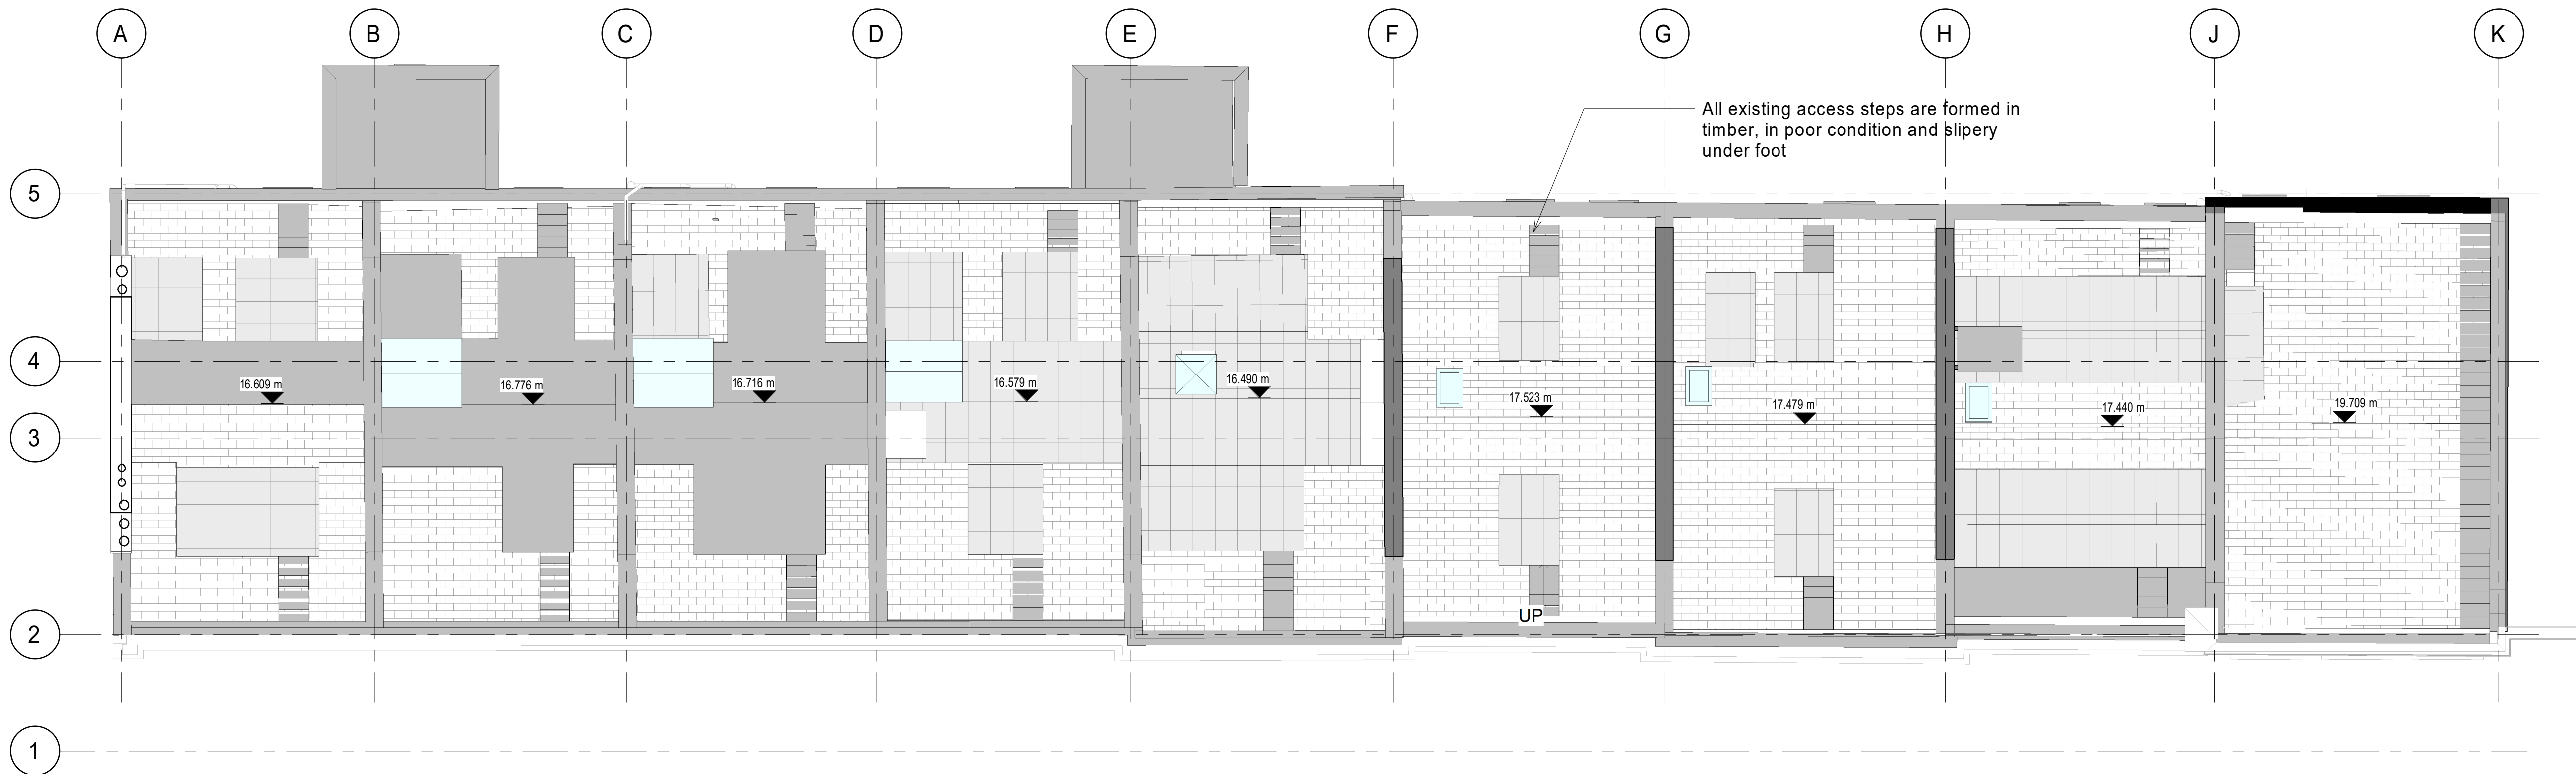 A
B
C
D
E
F
G
H
J
K
All existing access steps are formed in
timber, in poor condition and slipery
under foot
5
4
16.609 m
16.776 m
16.716 m
16.579 m
16.490 m
17.523 m
17.479 m
17.440 m
19.709 m
3
UP
2
1